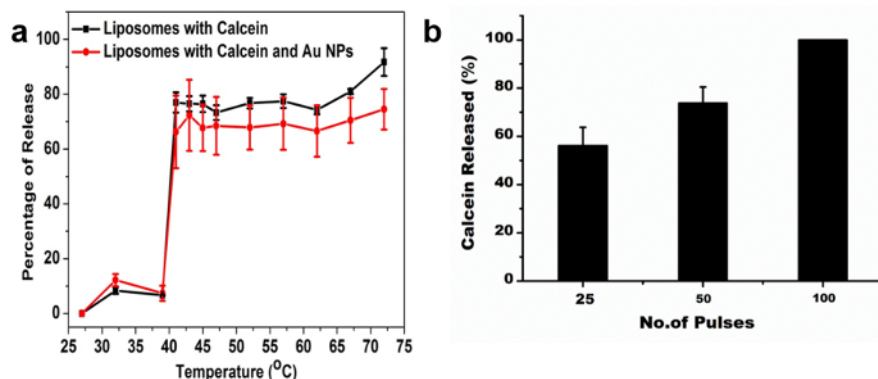 a
Liposomes with Calcein
Liposomes with Calcein and Au NPs
Percentage of Release
100
80
60
40
20
0
25 30 35 40 45 50 55 60 65 70 75
Temperature (°C)
b
Calcein Released (%)
100
80
60
40
20
0
25 50 100
No.of Pulses